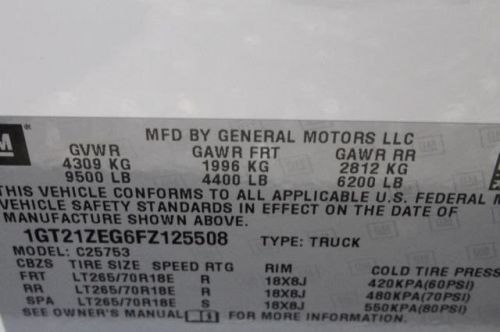 GM
MFD BY GENERAL MOTORS LLC
GVWR GAWR FRT GAWR RR
4309 KG 1996 KG 2812 KG
9500 LB 4400 LB 6200 LB
THIS VEHICLE CONFORMS TO ALL APPLICABLE U.S. FEDERAL M
VEHICLE SAFETY STANDARDS IN EFFECT ON THE DATE OF
MANUFACTURE SHOWN ABOVE.
1GT21ZEG6FZ125508 TYPE: TRUCK
MODEL: C25753
CBZS TIRE SIZE SPEED RTG RIM COLD TIRE PRESS
FRT LT265/70R18E R 18X8J 420KPA(60PSI)
RR LT265/70R18E R 18X8J 480KPA(70PSI)
SPA LT265/70R18E S 18X8J 550KPA(80PSI)
SEE OWNER'S MANUAL FOR MORE INFORMATION.